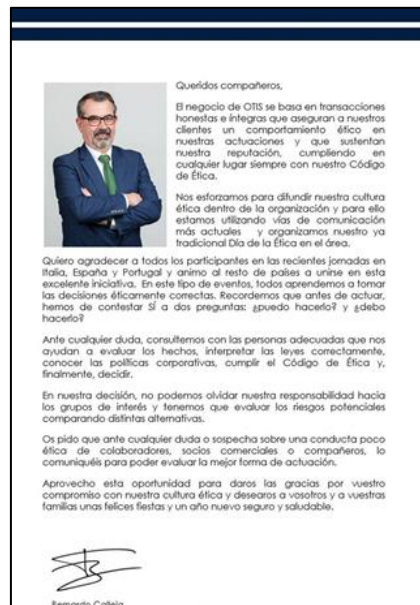 Queridos compañeros,
El negocio de OTIS se basa en transacciones
honestas e íntegras que aseguran a nuestros
clientes un comportamiento ético en
nuestras actuaciones y que sustentan
nuestra reputación, cumpliendo en
cualquier lugar siempre con nuestro Código
de Ética.
Nos esforzamos para difundir nuestra cultura
ética dentro de la organización y para ello
estamos utilizando vías de comunicación
más actuales y organizamos nuestro ya
tradicional Día de la Ética en el área.
Quiero agradecer a todos los participantes en las recientes jornadas en
Italia, España y Portugal y animo al resto de países a unirse en esta
excelente iniciativa. En este tipo de eventos, todos aprendemos a tomar
las decisiones éticamente correctas. Recordemos que antes de actuar,
hemos de contestar SÍ a dos preguntas: ¿puedo hacerlo? y ¿debo
hacerlo?
Ante cualquier duda, consultemos con las personas adecuadas que nos
ayudan a evaluar los hechos, interpretar las leyes correctamente,
conocer las políticas corporativas, cumplir el Código de Ética y,
finalmente, decidir.
En nuestra decisión, no podemos olvidar nuestra responsabilidad hacia
los grupos de interés y tenemos que evaluar los riesgos potenciales
comparando distintas alternativas.
Os pido que ante cualquier duda o sospecha sobre una conducta poco
ética de colaboradores, socios comerciales o compañeros, lo
comuniquéis para poder evaluar la mejor forma de actuación.
Aprovecho esta oportunidad para daros las gracias por vuestro
compromiso con nuestra cultura ética y desearos a vosotros y a vuestras
familias unas felices fiestas y un año nuevo seguro y saludable.
Bernardo Calleja